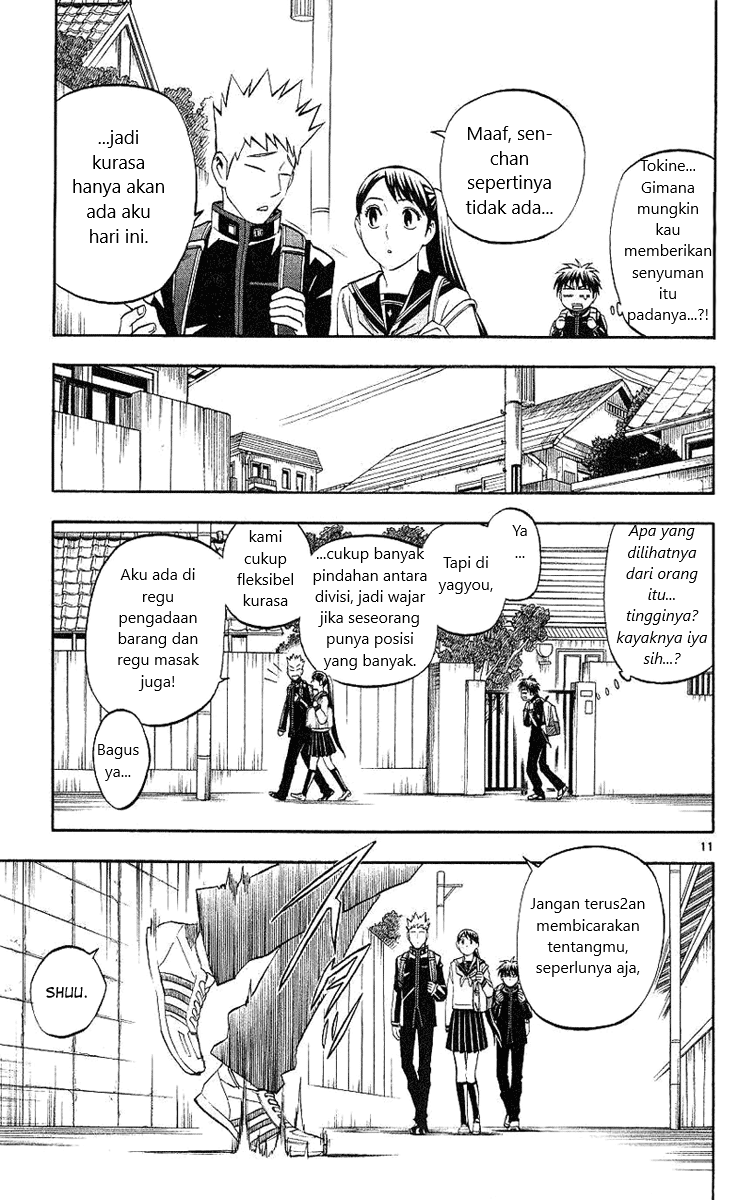 Tokine...
Gimana
mungkin
kau
memberikan
senyuman
itu
padanya...?!
Maaf, sen-
chan
sepertinya
tidak ada...
...jadi
kurasa
hanya akan
ada aku
hari ini.
Apa yang
dilihatnya
dari orang
itu...
tingginya?
kayaknya iya
sih...?
Ya
...
Tapi di
yagyou,
...cukup banyak
pindahan antara
divisi, jadi wajar
jika seseorang
punya posisi
yang banyak.
kami
cukup
fleksibel
kurasa
Aku ada di
regu
pengadaan
barang dan
regu masak
juga!
Bagus
ya...
11
Jangan terus2an
membicarakan
tentangmu,
seperlunya aja,
SHUU.